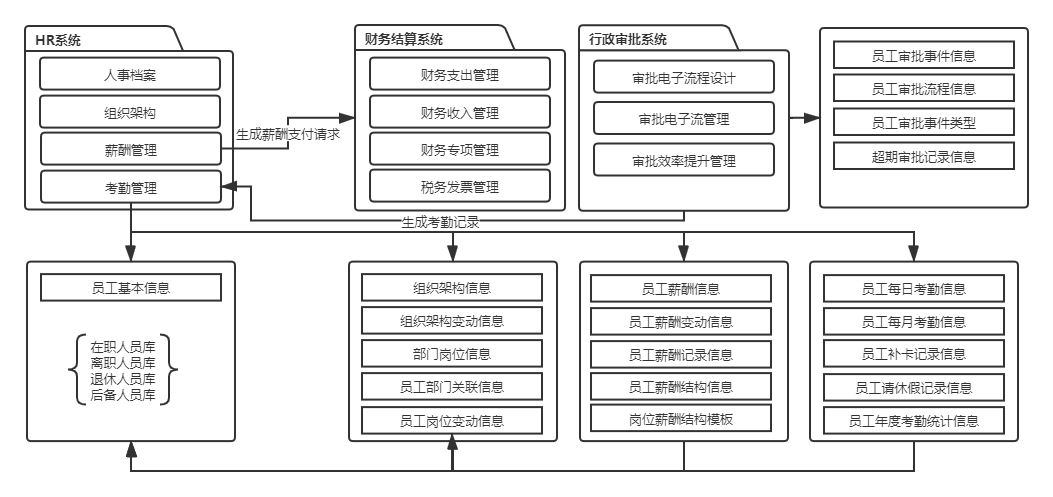 HR系统
人事档案
组织架构
薪酬管理
考勤管理
生成薪酬支付请求
财务结算系统
财务支出管理
财务收入管理
财务专项管理
税务发票管理
行政审批系统
审批电子流程设计
审批电子流管理
审批效率提升管理
员工审批事件信息
员工审批流程信息
员工审批事件类型
超期审批记录信息
生成考勤记录
员工基本信息
在职人员库
离职人员库
退休人员库
后备人员库
组织架构信息
组织架构变动信息
部门岗位信息
员工部门关联信息
员工岗位变动信息
员工薪酬信息
员工薪酬变动信息
员工薪酬记录信息
员工薪酬结构信息
岗位薪酬结构模板
员工每日考勤信息
员工每月考勤信息
员工补卡记录信息
员工请休假记录信息
员工年度考勤统计信息